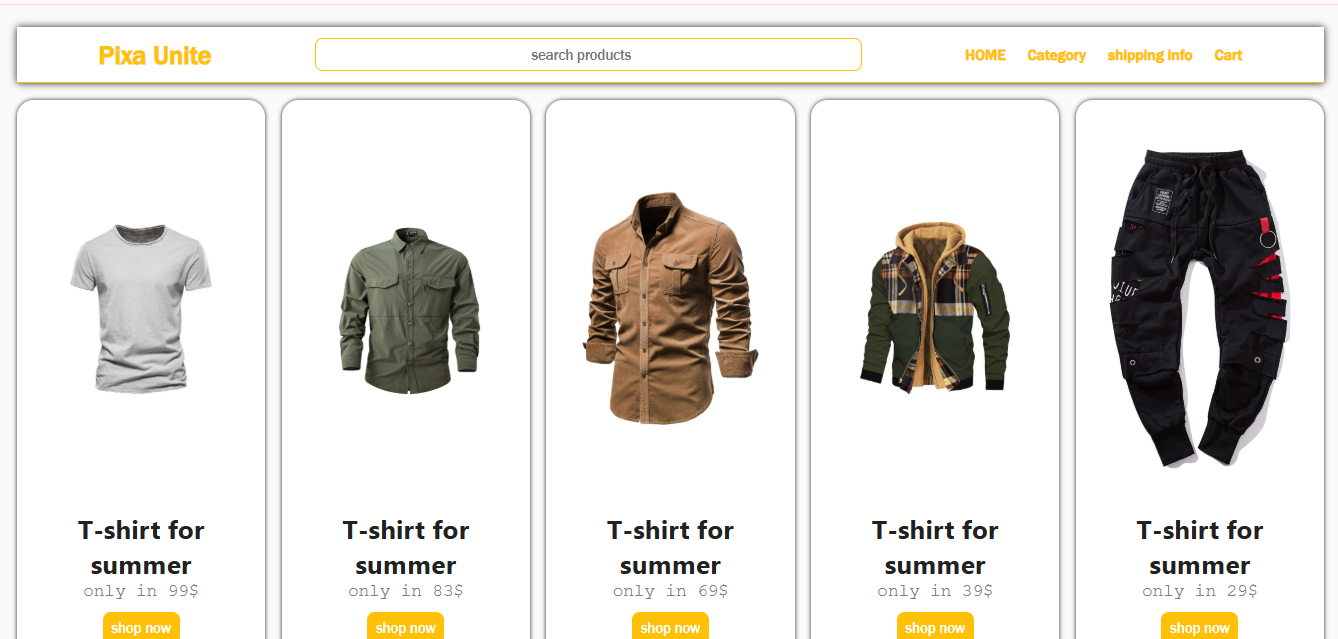 Pixa Unite
search products
HOME
Category
shipping info
Cart
T-shirt for
summer
only in 99$
shop now
T-shirt for
summer
only in 83$
shop now
T-shirt for
summer
only in 69$
shop now
T-shirt for
summer
only in 39$
shop now
T-shirt for
summer
only in 29$
shop now